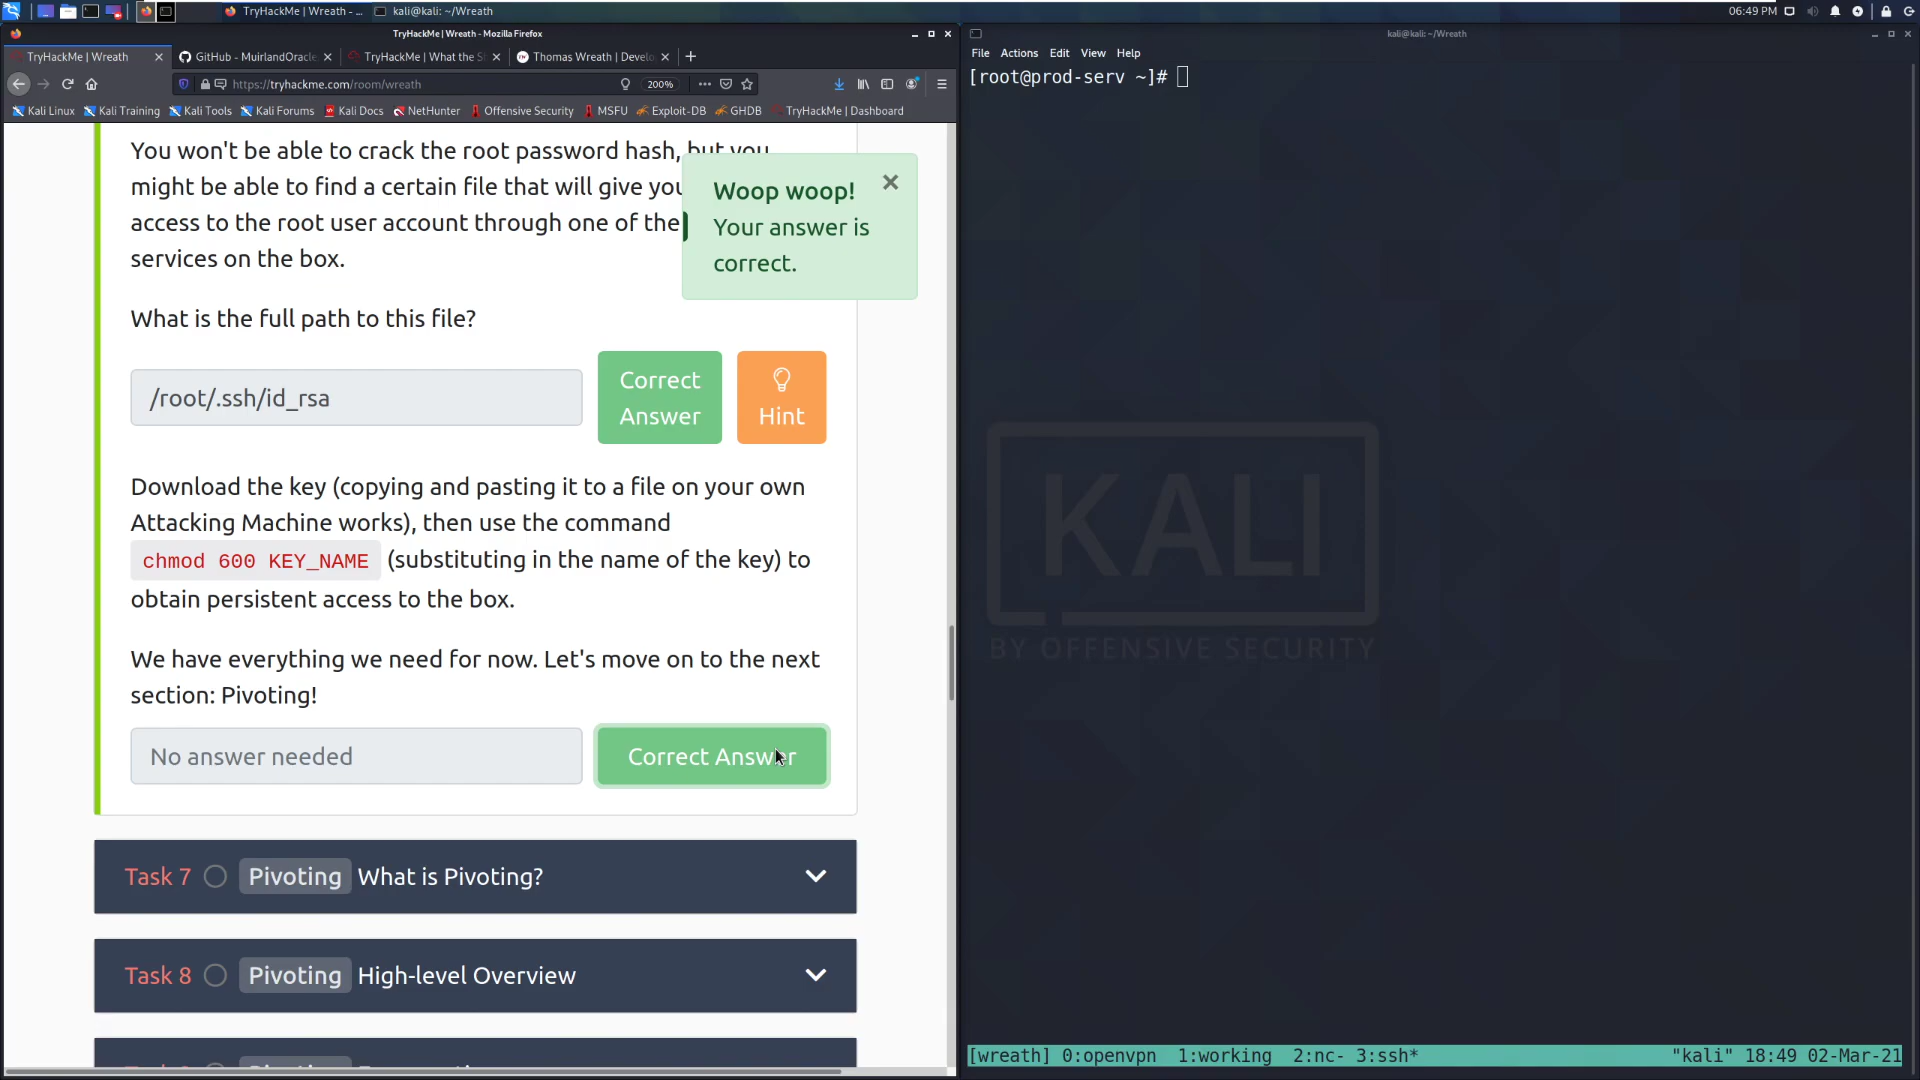 TryHackMe | Wreath - ...
kali@kali: ~/Wreath
06:49 PM
TryHackMe | Wreath - Mozilla Firefox
TryHackMe | Wreath
GitHub - MuirlandOracle
TryHackMe | What the S
Thomas Wreath | Develo
https://tryhackme.com/room/wreath
200%
Kali Linux
Kali Training
Kali Tools
Kali Forums
Kali Docs
NetHunter
Offensive Security
MSFU
Exploit-DB
GHDB
TryHackMe | Dashboard
You won't be able to crack the root password hash, but you
might be able to find a certain file that will give you
access to the root user account through one of the
services on the box.
Woop woop!
Your answer is
correct.
What is the full path to this file?
/root/.ssh/id_rsa
Correct
Answer
Hint
Download the key (copying and pasting it to a file on your own
Attacking Machine works), then use the command
chmod 600 KEY_NAME (substituting in the name of the key) to
obtain persistent access to the box.
We have everything we need for now. Let's move on to the next
section: Pivoting!
No answer needed
Correct Answer
Task 7 Pivoting What is Pivoting?
Task 8 Pivoting High-level Overview
kali@kali: ~/Wreath
File Actions Edit View Help
[root@prod-serv ~]#
KALI
BY OFFENSIVE SECURITY
[wreath] 0:openvpn 1:working 2:nc- 3:ssh* "kali" 18:49 02-Mar-21